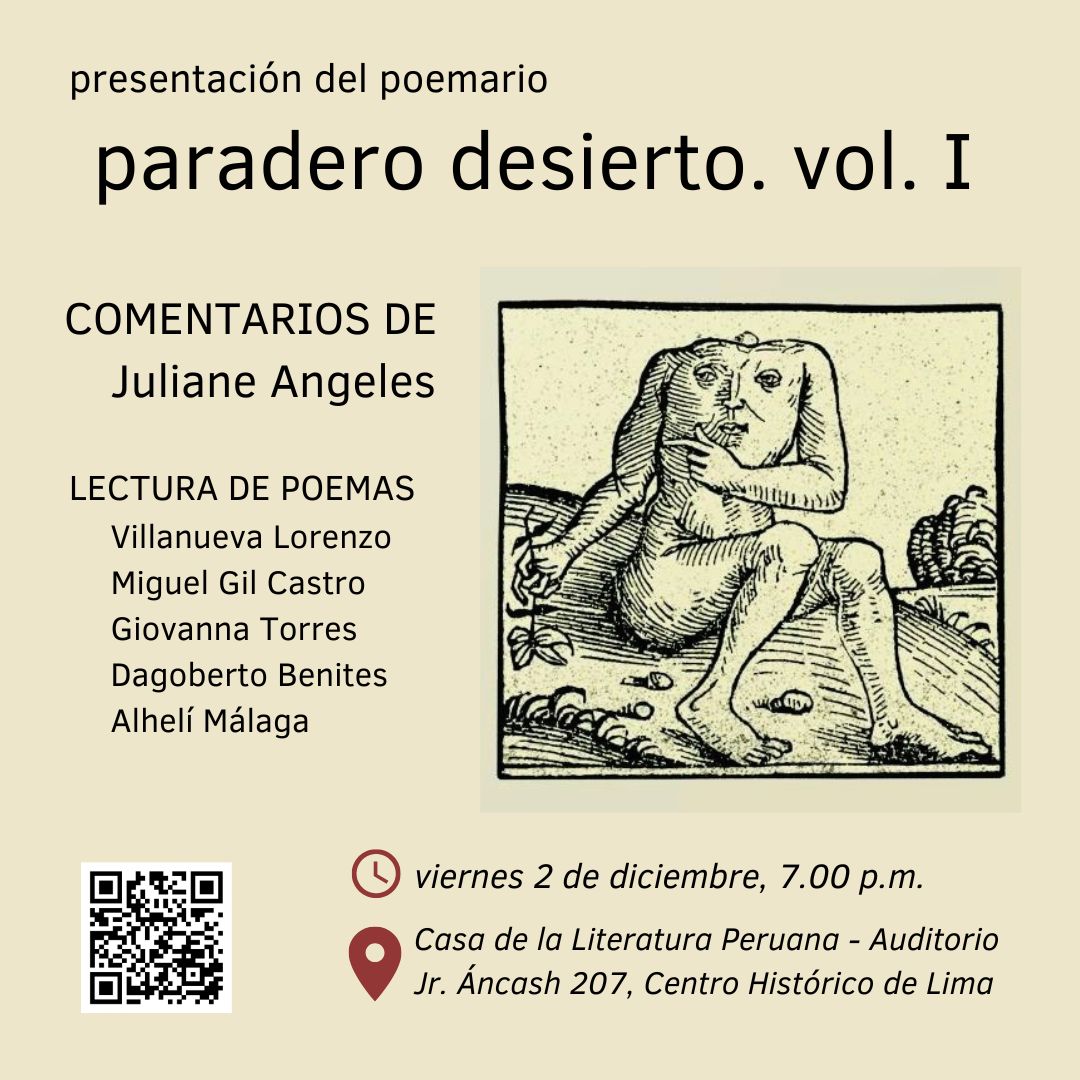 presentación del poemario
paradero desierto. vol. I
COMENTARIOS DE
Juliane Angeles
LECTURA DE POEMAS
Villanueva Lorenzo
Miguel Gil Castro
Giovanna Torres
Dagoberto Benites
Alhelí Málaga
viernes 2 de diciembre, 7.00 p.m.
Casa de la Literatura Peruana - Auditorio
Jr. Áncash 207, Centro Histórico de Lima